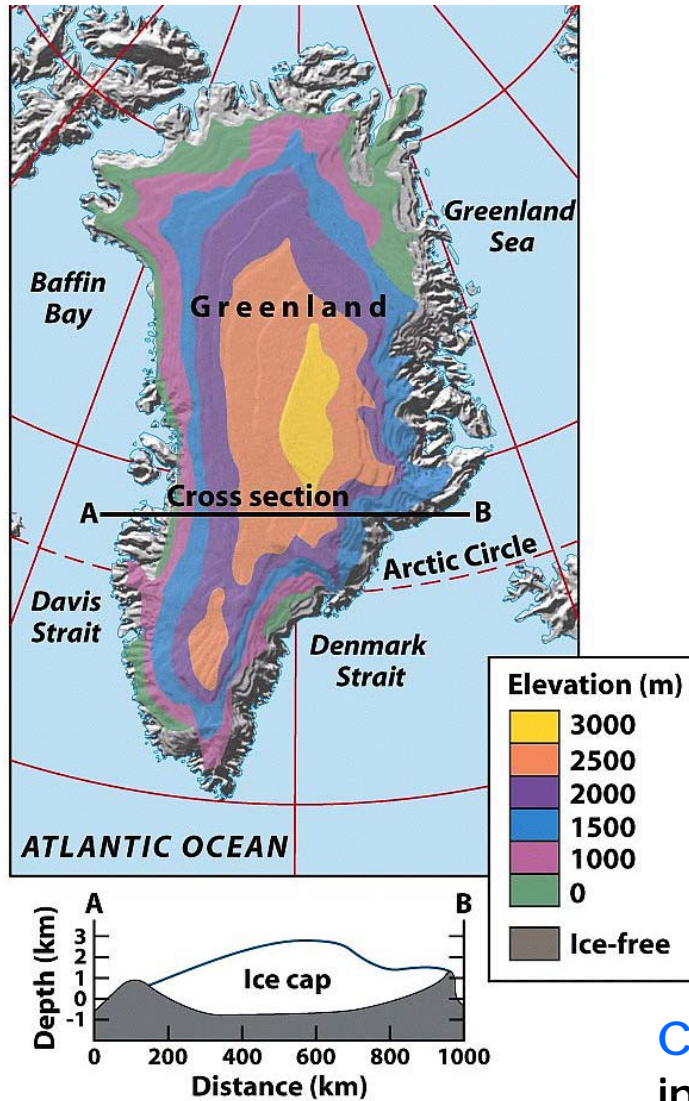 Greenland
Sea
Baffin
Bay
Greenland
Cross section
A
B
Arctic Circle
Davis
Strait
Denmark
Strait
ATLANTIC OCEAN
Elevation (m)
3000
2500
2000
1500
1000
0
Ice-free
A
B
Depth (km)
3
2
1
0
-1
Ice cap
0 200 400 600 800 1000
Distance (km)
C
in